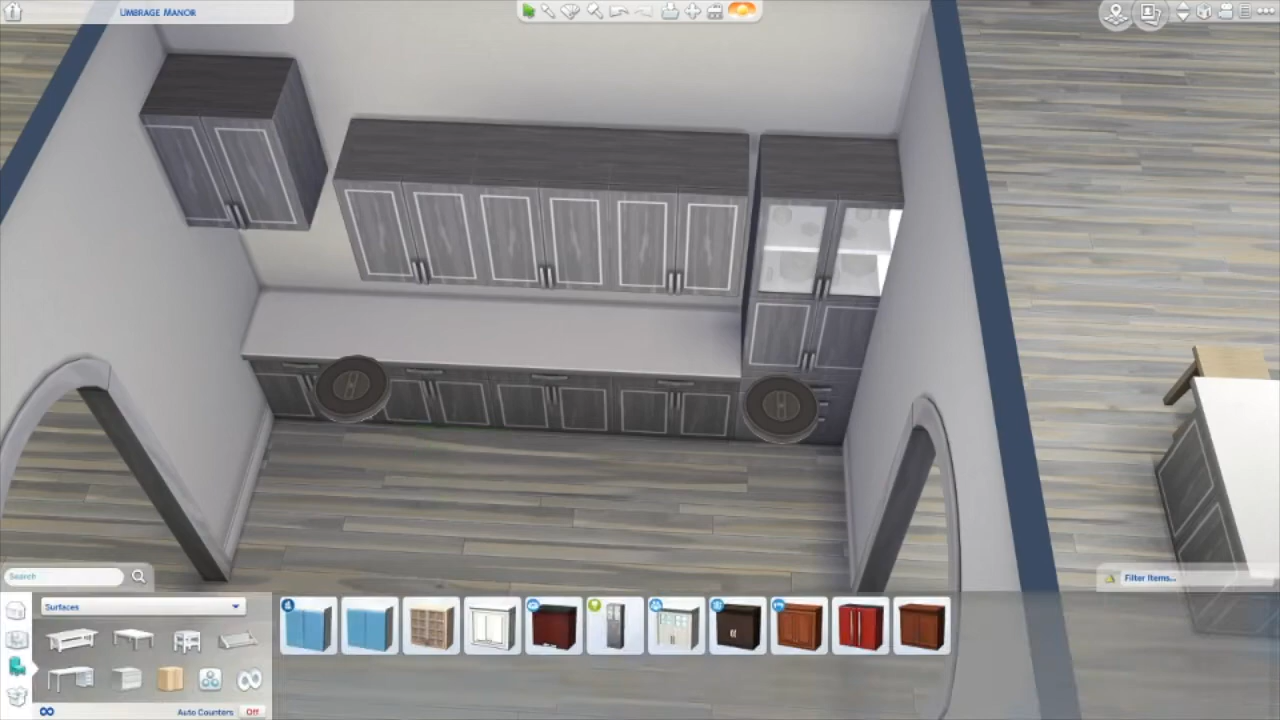 Umbrage Manor
Filter Items...
Search
Surfaces
Auto Counters Off